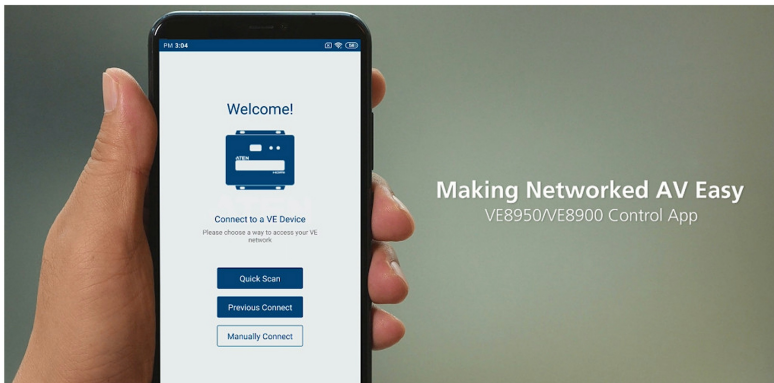 PM 3:04
Welcome!
ATEN
HDMI
Connect to a VE Device
Please choose a way to access your VE
network
Quick Scan
Previous Connect
Manually Connect
Making Networked AV Easy
VE8950/VE8900 Control App